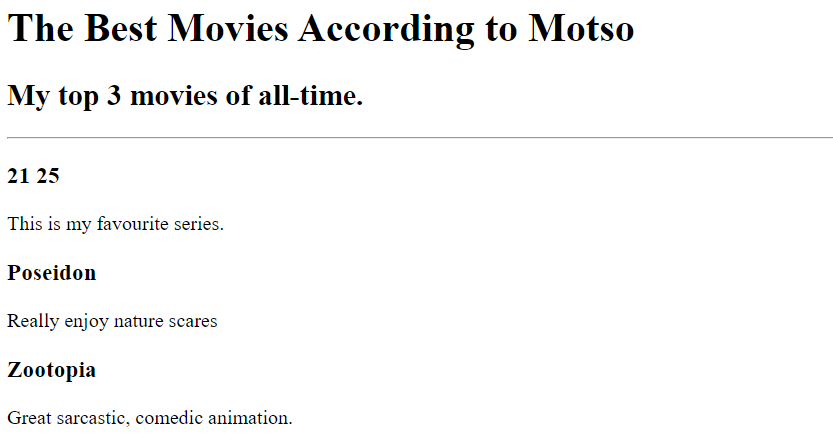 The Best Movies According to Motso
My top 3 movies of all-time.
21 25
This is my favourite series.
Poseidon
Really enjoy nature scares
Zootopia
Great sarcastic, comedic animation.